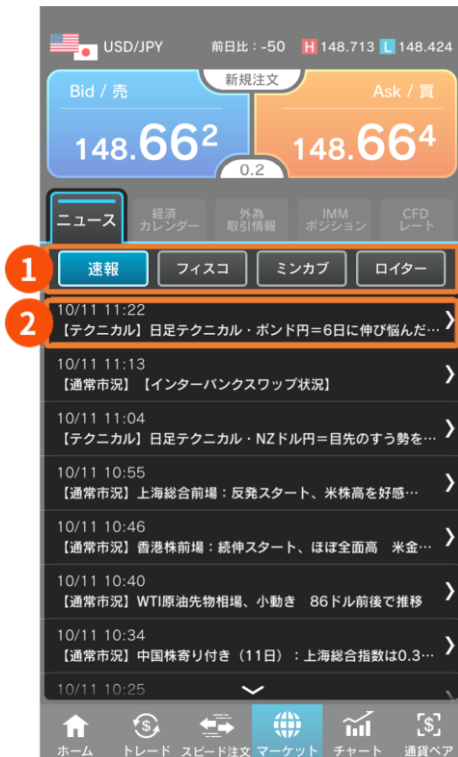 USD/JPY 前日比：-50 H 148.713 L 148.424
新規注文
Bid / 売 Ask / 買
148.662 148.664
0.2
ニュース 経済カレンダー 外為取引情報 IMMポジション CFDレート
1 速報 フィスコ ミンカブ ロイター
2 10/11 11:22
【テクニカル】日足テクニカル・ポンド円＝6日に伸び悩んだ…
10/11 11:13
【通常市況】【インターバンクスワップ状況】
10/11 11:04
【テクニカル】日足テクニカル・NZドル円＝目先のすう勢を…
10/11 10:55
【通常市況】上海総合前場：反発スタート、米株高を好感…
10/11 10:46
【通常市況】香港株前場：続伸スタート、ほぼ全面高　米金…
10/11 10:40
【通常市況】WTI原油先物相場、小動き　86ドル前後で推移
10/11 10:34
【通常市況】中国株寄り付き（11日）：上海総合指数は0.3…
10/11 10:25
ホーム トレード スピード注文 マーケット チャート 通貨ペア